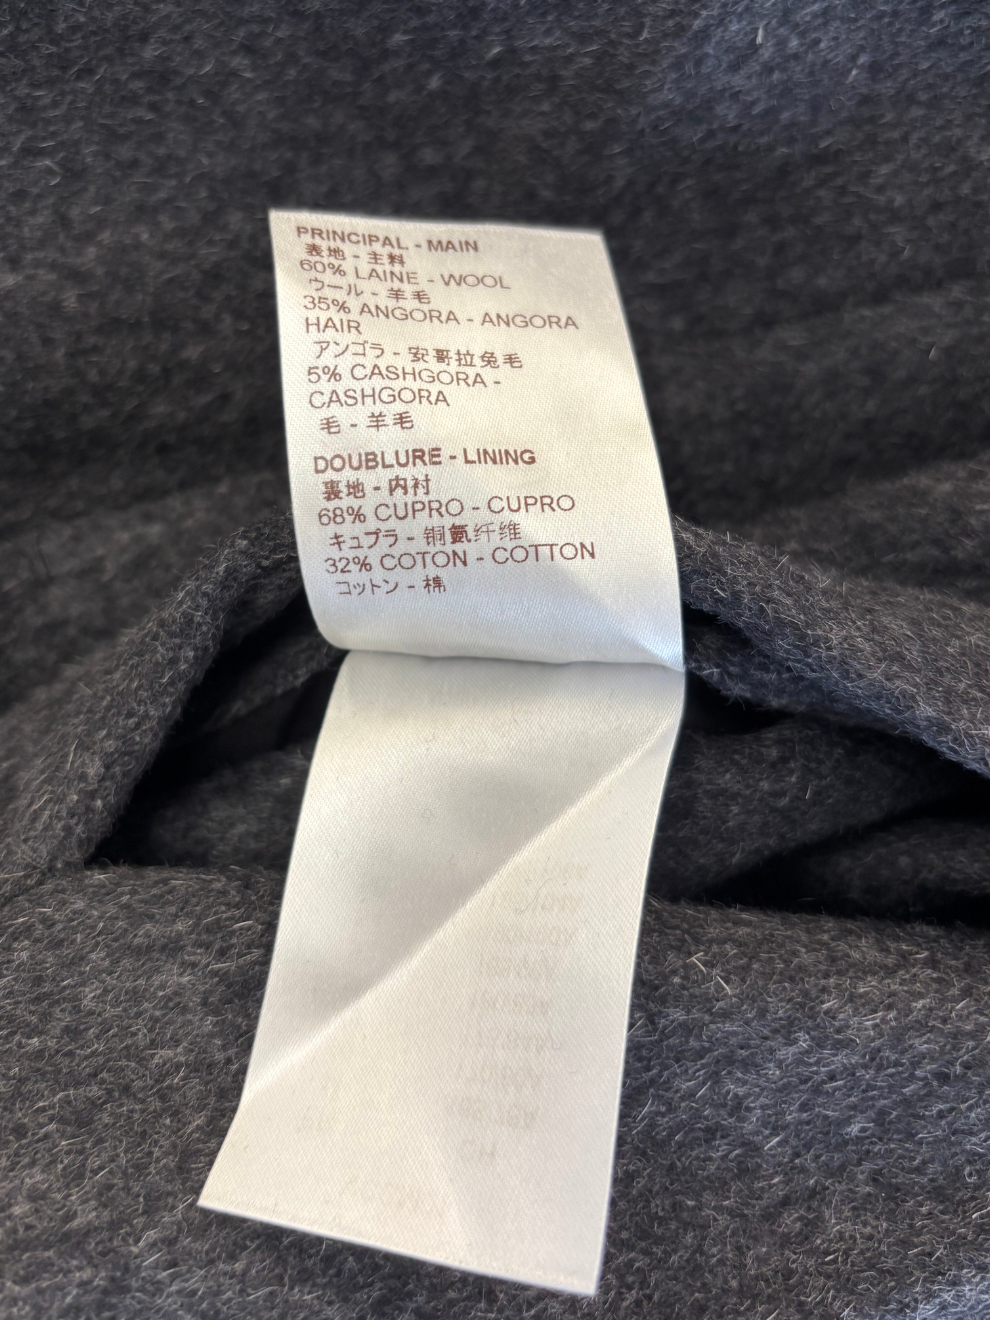 PRINCIPAL - MAIN
表地 - 主料
60% LAINE - WOOL
ウール - 羊毛
35% ANGORA - ANGORA
HAIR
アンゴラ - 安哥拉兔毛
5% CASHGORA -
CASHGORA
毛 - 羊毛
DOUBLURE - LINING
裏地 - 内衬
68% CUPRO - CUPRO
キュプラ - 铜氨纤维
32% COTON - COTTON
コットン - 棉